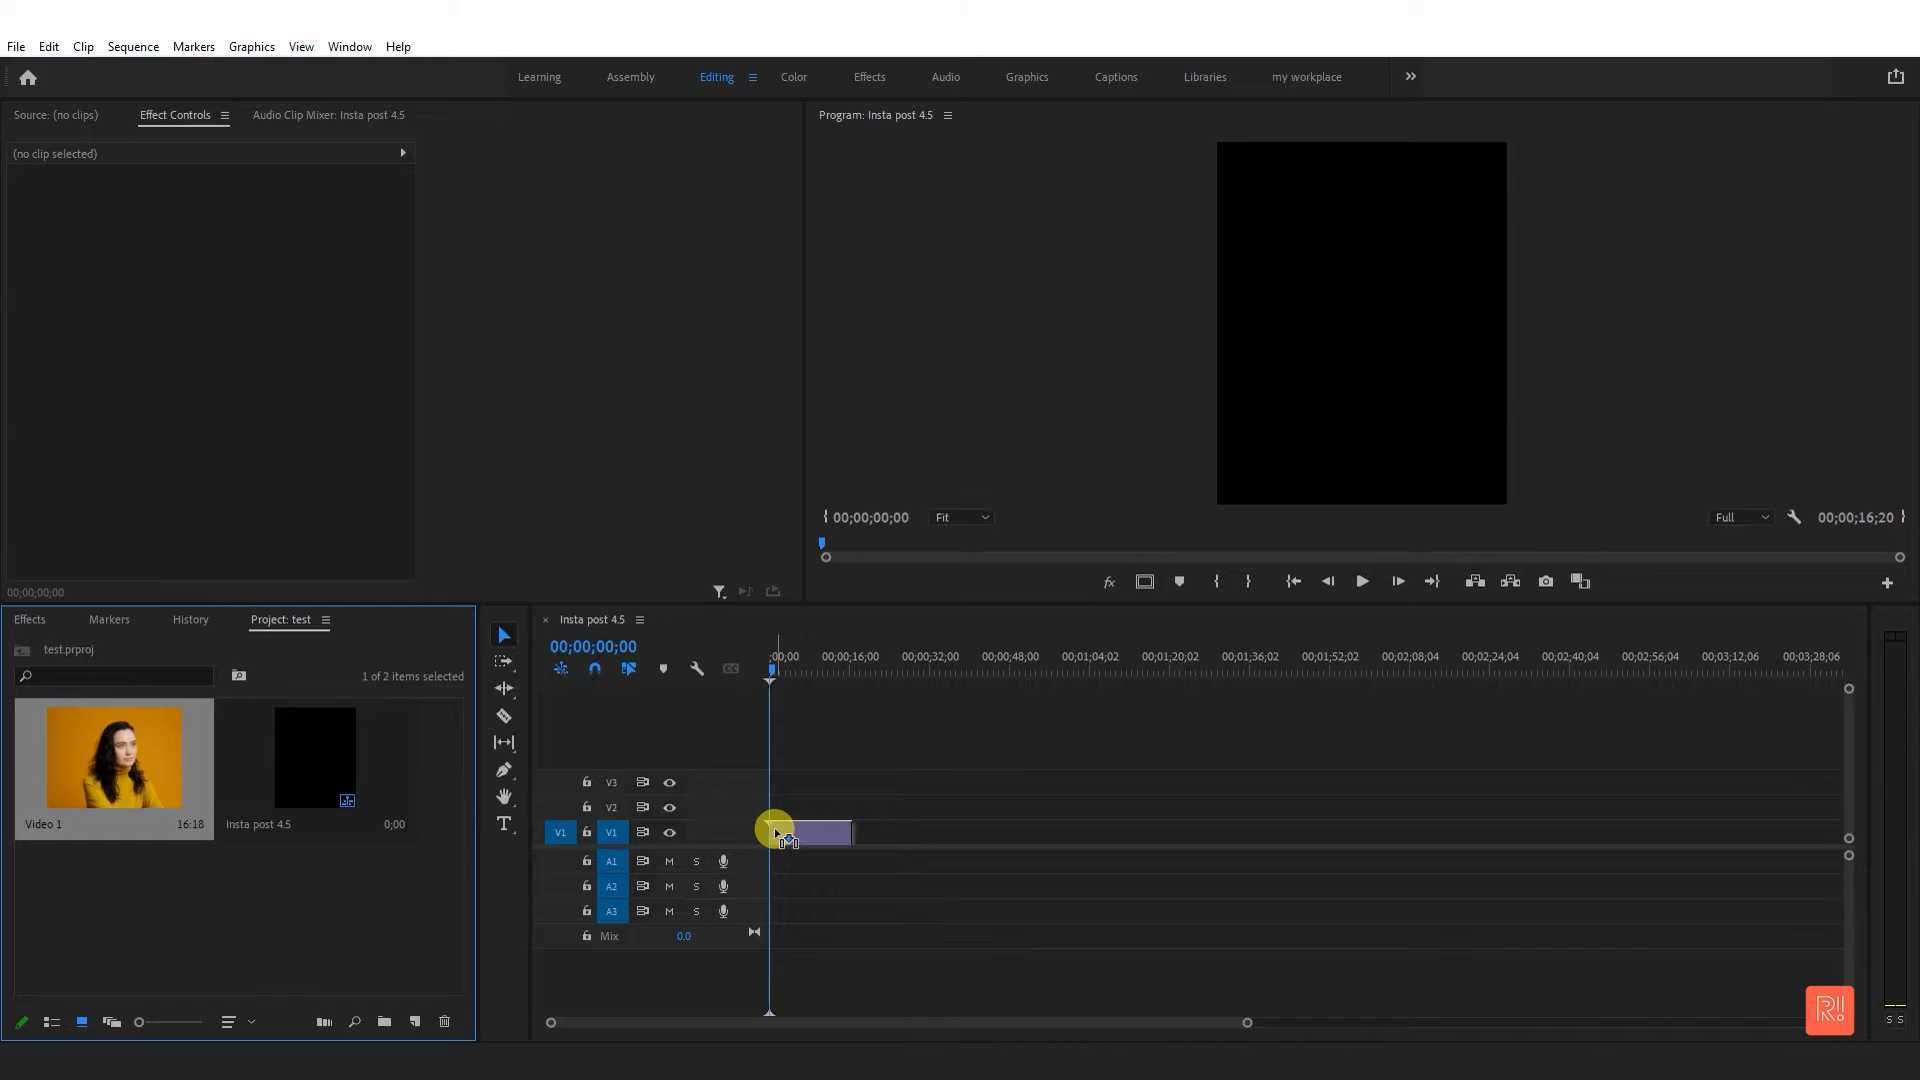 File Edit Clip Sequence Markers Graphics View Window Help
Learning Assembly Editing Color Effects Audio Graphics Captions Libraries my workplace
Source: (no clips) Effect Controls Audio Clip Mixer: Insta post 4.5
Program: Insta post 4.5
(no clip selected)
00;00;00;00 Fit Full 00;00;16;20
fx
00;00;00;00
Effects Markers History Project: test
test.prproj
1 of 2 items selected
Video 1 16:18
Insta post 4.5 0;00
T
× Insta post 4.5
00;00;00;00
CC
;00;00 00;00;16;00 00;00;32;00 00;00;48;00 00;01;04;02 00;01;20;02 00;01;36;02 00;01;52;02 00;02;08;04 00;02;24;04 00;02;40;04 00;02;56;04 00;03;12;06 00;03;28;06
V3
V2
V1 V1
A1 M S
A2 M S
A3 M S
Mix 0.0
R!
S S